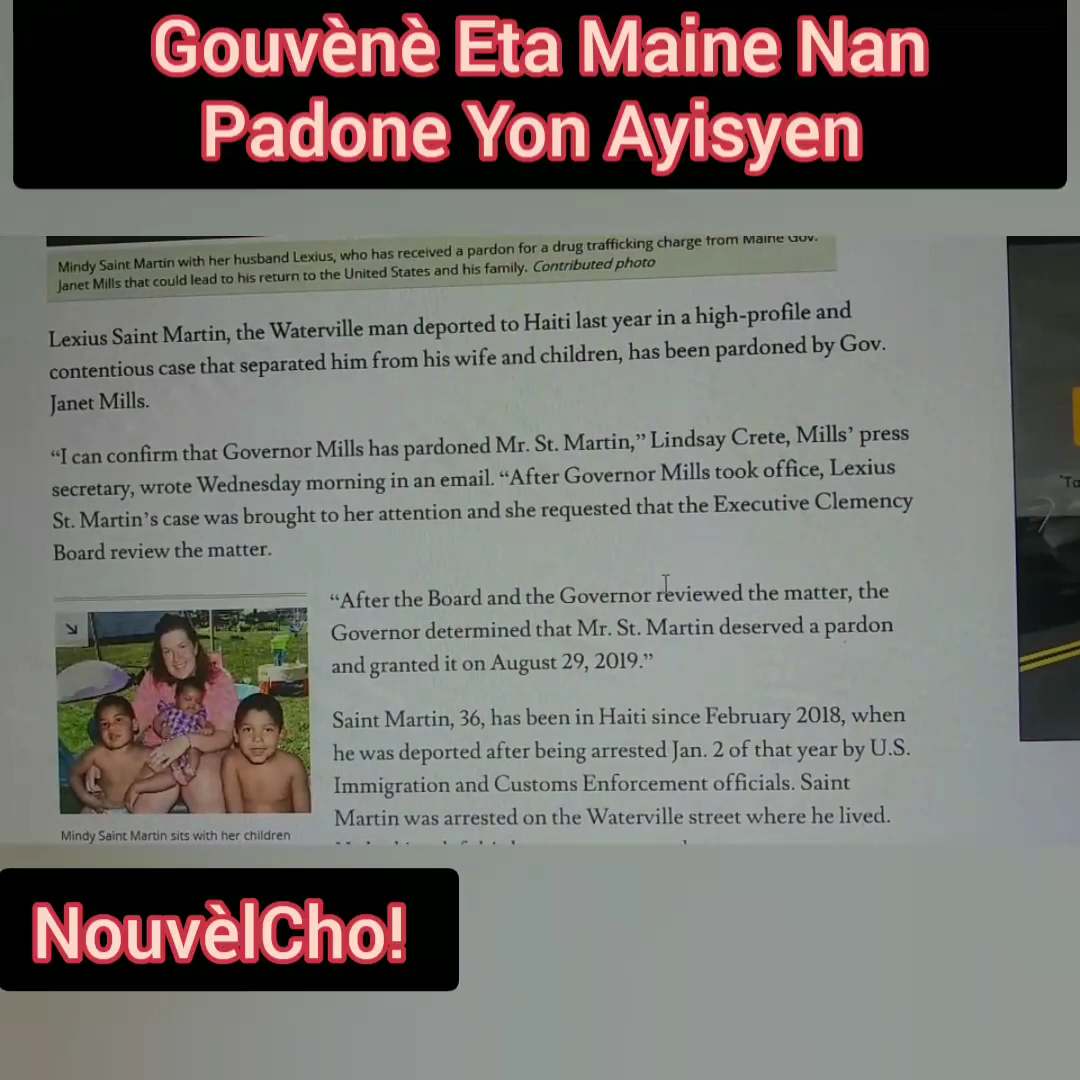 Gouvènè Eta Maine Nan
Padone Yon Ayisyen
Mindy Saint Martin with her husband Lexius, who has received a pardon for a drug trafficking charge from Maine Gov.
Janet Mills that could lead to his return to the United States and his family. Contributed photo
Lexius Saint Martin, the Waterville man deported to Haiti last year in a high-profile and
contentious case that separated him from his wife and children, has been pardoned by Gov.
Janet Mills.
“I can confirm that Governor Mills has pardoned Mr. St. Martin,” Lindsay Crete, Mills’ press
secretary, wrote Wednesday morning in an email. “After Governor Mills took office, Lexius
St. Martin’s case was brought to her attention and she requested that the Executive Clemency
Board review the matter.
“After the Board and the Governor reviewed the matter, the
Governor determined that Mr. St. Martin deserved a pardon
and granted it on August 29, 2019.”
Saint Martin, 36, has been in Haiti since February 2018, when
he was deported after being arrested Jan. 2 of that year by U.S.
Immigration and Customs Enforcement officials. Saint
Martin was arrested on the Waterville street where he lived.
Mindy Saint Martin sits with her children
NouvèlCho!